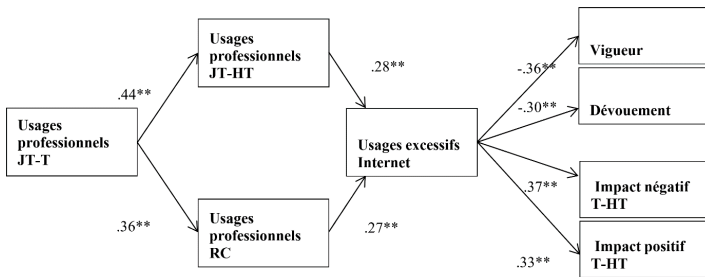 Usages
professionnels
JT-T
.44**
.36**
Usages
professionnels
JT-HT
Usages
professionnels
RC
.28**
.27**
Usages excessifs
Internet
-.36**
-.30**
.37**
.33**
Vigueur
Dévouement
Impact négatif
T-HT
Impact positif
T-HT